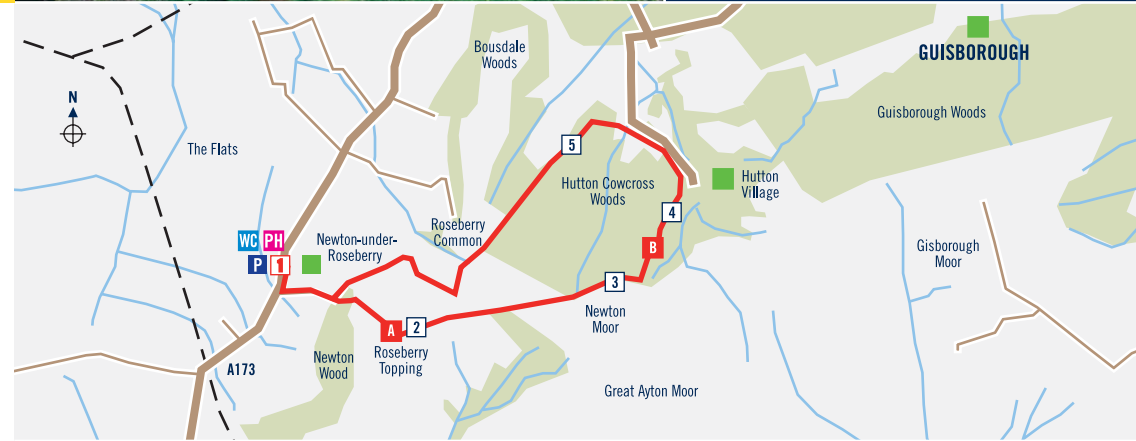 Bousdale
Woods
GUISBOROUGH
N
Guisborough Woods
The Flats
5
Hutton Cowcross
Woods
Hutton
Village
4
Roseberry
Common
WC PH
P 1
Newton-under-
Roseberry
B
Gisborough
Moor
3
Newton
Moor
A 2
Roseberry
Topping
Newton
Wood
A173
Great Ayton Moor